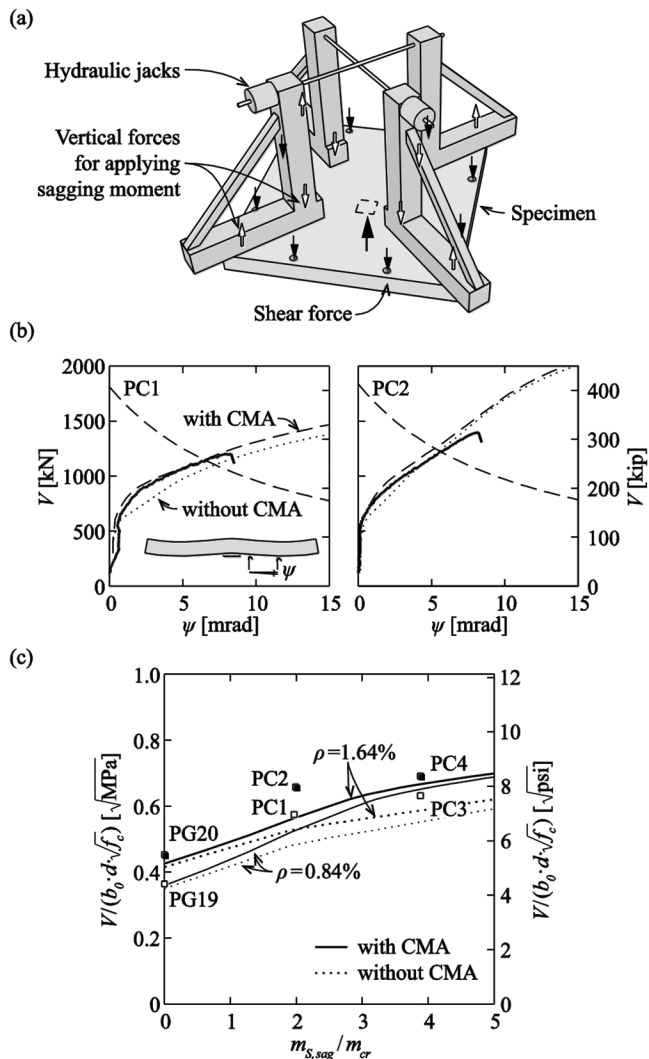 (a)
Hydraulic jacks
Vertical forces
for applying
sagging moment
Specimen
Shear force
(b)
2000
1500
1000
500
0
V [kN]
PC1
with CMA
without CMA
ψ
0 5 10 15
ψ [mrad]
PC2
400
300
200
100
0
V [kip]
0 5 10 15
ψ [mrad]
(c)
1.0
0.8
0.6
0.4
0.2
0
V/(b₀·d·√f_c) [√MPa]
PG20
PG19
PC2
PC1
ρ=1.64%
PC4
PC3
ρ=0.84%
with CMA
without CMA
12
10
8
6
4
2
0
V/(b₀·d·√f_c) [√psi]
0 1 2 3 4 5
m_S,sag/m_cr